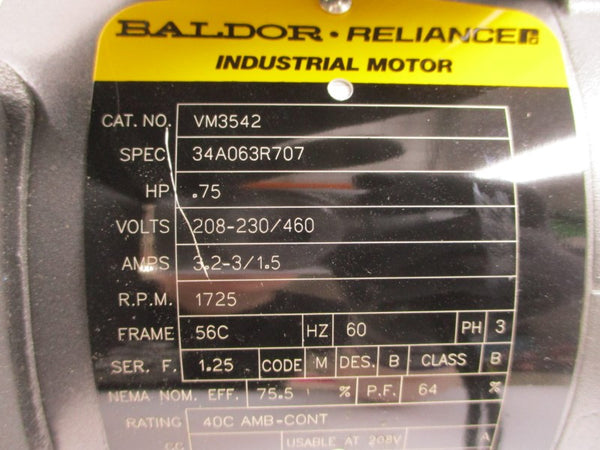 BALDOR • RELIANCE
INDUSTRIAL MOTOR
CAT. NO. VM3542
SPEC 34A063R707
HP .75
VOLTS 208-230/460
AMPS 3.2-3/1.5
R.P.M. 1725
FRAME 56C HZ 60 PH 3
SER. F. 1.25 CODE M DES. B CLASS B
NEMA NOM. EFF. 75.5 % P.F. 64 %
RATING 40C AMB-CONT
CC USABLE AT 208V A